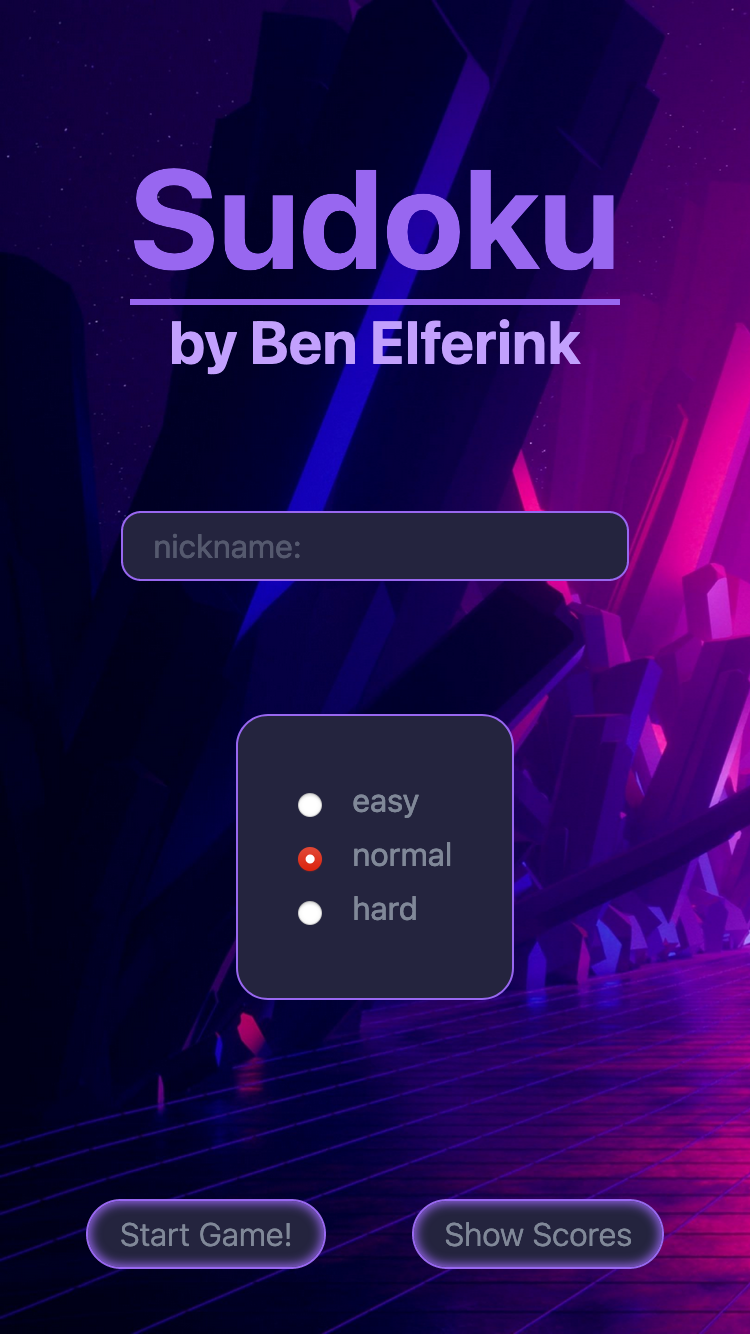 Sudoku
by Ben Elferink
nickname:
easy
normal
hard
Start Game!
Show Scores